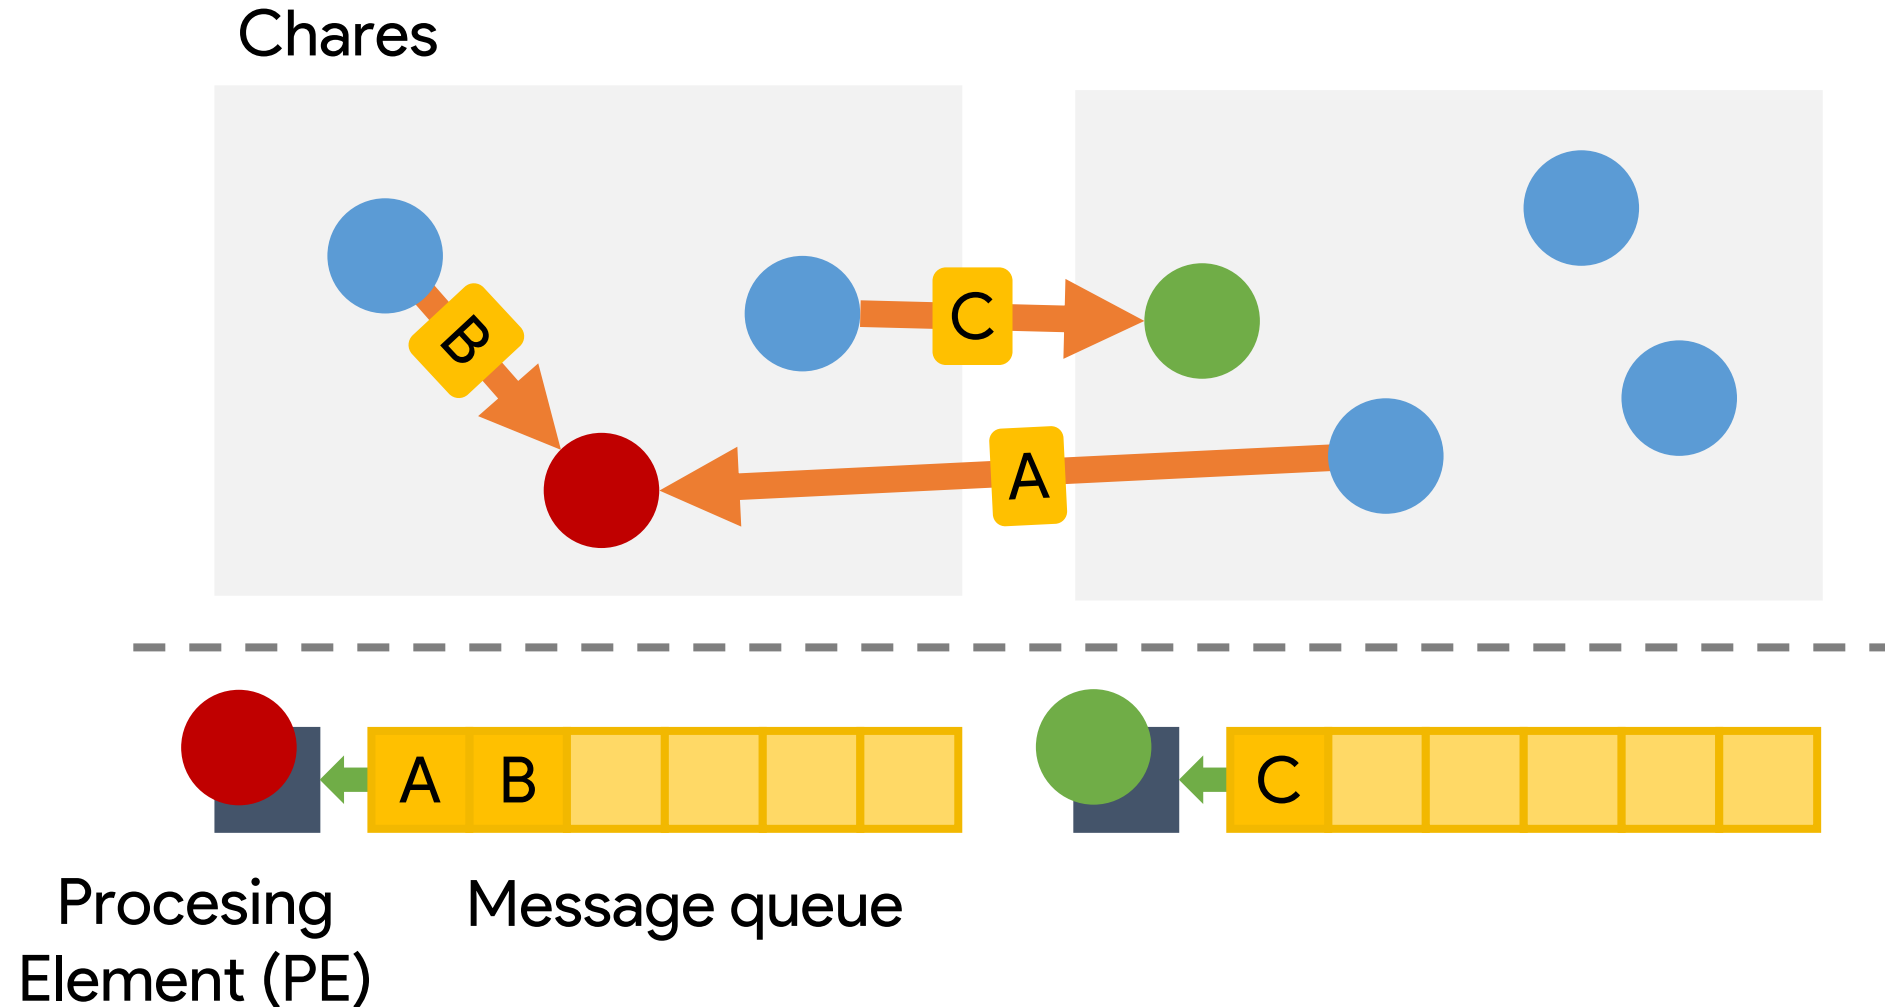 Chares
B
C
A
A B
C
Procesing
Element (PE)
Message queue